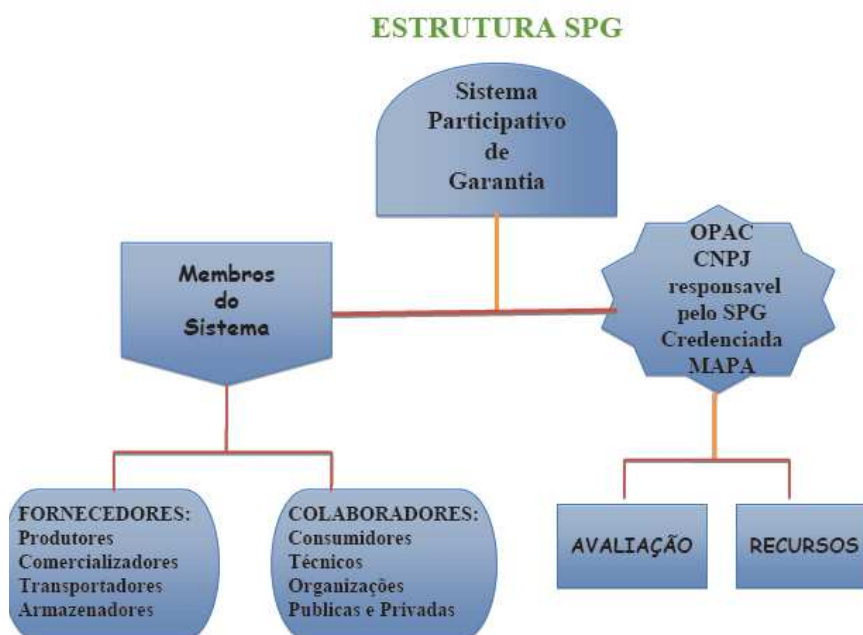 ESTRUTURA SPG
Sistema
Participativo
de
Garantia
OPAC
CNPJ
responsavel
pelo SPG
Credenciada
MAPA
Membros
do
Sistema
FORNECEDORES:
Produtores
Comercializadores
Transportadores
Armazenadores
COLABORADORES:
Consumidores
Técnicos
Organizações
Publicas e Privadas
AVALIAÇÃO
RECURSOS